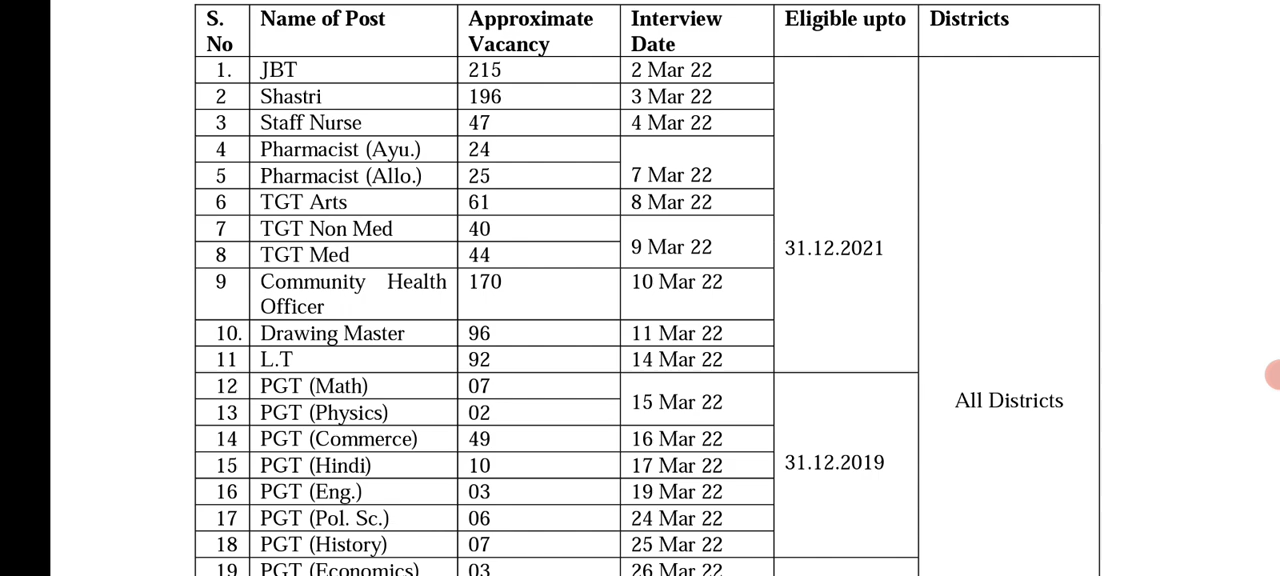 S. No | Name of Post | Approximate Vacancy | Interview Date | Eligible upto | Districts
1. | JBT | 215 | 2 Mar 22 | 31.12.2021 | All Districts
2 | Shastri | 196 | 3 Mar 22
3 | Staff Nurse | 47 | 4 Mar 22
4 | Pharmacist (Ayu.) | 24 | 7 Mar 22
5 | Pharmacist (Allo.) | 25
6 | TGT Arts | 61 | 8 Mar 22
7 | TGT Non Med | 40 | 9 Mar 22
8 | TGT Med | 44
9 | Community Health Officer | 170 | 10 Mar 22
10. | Drawing Master | 96 | 11 Mar 22
11 | L.T | 92 | 14 Mar 22
12 | PGT (Math) | 07 | 15 Mar 22 | 31.12.2019
13 | PGT (Physics) | 02
14 | PGT (Commerce) | 49 | 16 Mar 22
15 | PGT (Hindi) | 10 | 17 Mar 22
16 | PGT (Eng.) | 03 | 19 Mar 22
17 | PGT (Pol. Sc.) | 06 | 24 Mar 22
18 | PGT (History) | 07 | 25 Mar 22
19 | PGT (Economics) | 03 | 26 Mar 22